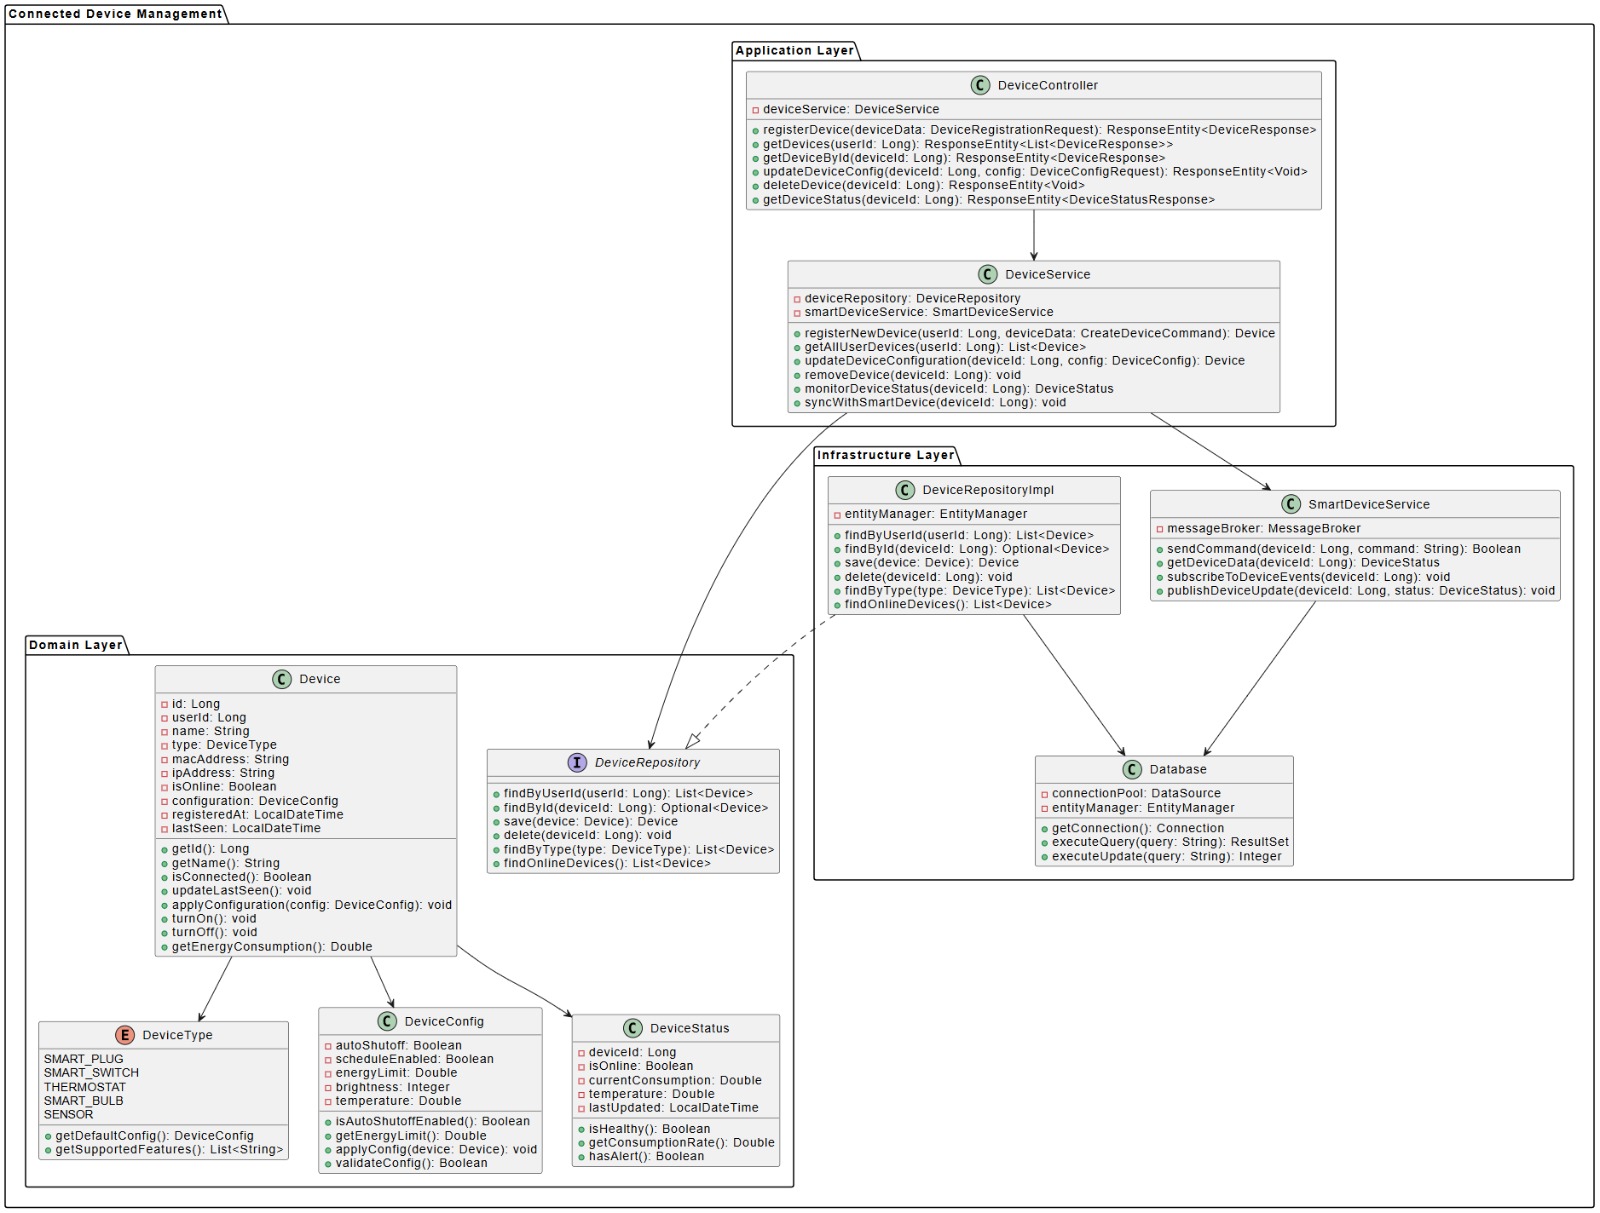 Connected Device Management
Application Layer
C DeviceController
deviceService: DeviceService
registerDevice(deviceData: DeviceRegistrationRequest): ResponseEntity<DeviceResponse>
getDevices(userId: Long): ResponseEntity<List<DeviceResponse>>
getDeviceById(deviceId: Long): ResponseEntity<DeviceResponse>
updateDeviceConfig(deviceId: Long, config: DeviceConfigRequest): ResponseEntity<Void>
deleteDevice(deviceId: Long): ResponseEntity<Void>
getDeviceStatus(deviceId: Long): ResponseEntity<DeviceStatusResponse>
C DeviceService
deviceRepository: DeviceRepository
smartDeviceService: SmartDeviceService
registerNewDevice(userId: Long, deviceData: CreateDeviceCommand): Device
getAllUserDevices(userId: Long): List<Device>
updateDeviceConfiguration(deviceId: Long, config: DeviceConfig): Device
removeDevice(deviceId: Long): void
monitorDeviceStatus(deviceId: Long): DeviceStatus
syncWithSmartDevice(deviceId: Long): void
Infrastructure Layer
C DeviceRepositoryImpl
entityManager: EntityManager
findByUserId(userId: Long): List<Device>
findById(deviceId: Long): Optional<Device>
save(device: Device): Device
delete(deviceId: Long): void
findByType(type: DeviceType): List<Device>
findOnlineDevices(): List<Device>
C SmartDeviceService
messageBroker: MessageBroker
sendCommand(deviceId: Long, command: String): Boolean
getDeviceData(deviceId: Long): DeviceStatus
subscribeToDeviceEvents(deviceId: Long): void
publishDeviceUpdate(deviceId: Long, status: DeviceStatus): void
C Database
connectionPool: DataSource
entityManager: EntityManager
getConnection(): Connection
executeQuery(query: String): ResultSet
executeUpdate(query: String): Integer
Domain Layer
C Device
id: Long
userId: Long
name: String
type: DeviceType
macAddress: String
ipAddress: String
isOnline: Boolean
configuration: DeviceConfig
registeredAt: LocalDateTime
lastSeen: LocalDateTime
getId(): Long
getName(): String
isConnected(): Boolean
updateLastSeen(): void
applyConfiguration(config: DeviceConfig): void
turnOn(): void
turnOff(): void
getEnergyConsumption(): Double
I DeviceRepository
findByUserId(userId: Long): List<Device>
findById(deviceId: Long): Optional<Device>
save(device: Device): Device
delete(deviceId: Long): void
findByType(type: DeviceType): List<Device>
findOnlineDevices(): List<Device>
E DeviceType
SMART_PLUG
SMART_SWITCH
THERMOSTAT
SMART_BULB
SENSOR
getDefaultConfig(): DeviceConfig
getSupportedFeatures(): List<String>
C DeviceConfig
autoShutoff: Boolean
scheduleEnabled: Boolean
energyLimit: Double
brightness: Integer
temperature: Double
isAutoShutoffEnabled(): Boolean
getEnergyLimit(): Double
applyConfig(device: Device): void
validateConfig(): Boolean
C DeviceStatus
deviceId: Long
isOnline: Boolean
currentConsumption: Double
temperature: Double
lastUpdated: LocalDateTime
isHealthy(): Boolean
getConsumptionRate(): Double
hasAlert(): Boolean